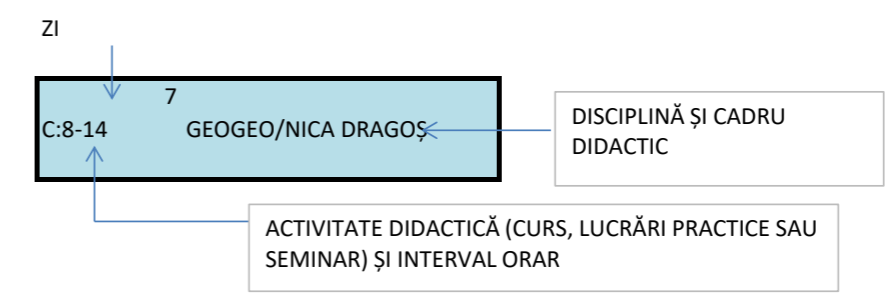 ZI
7
C:8-14 GEOGEO/NICA DRAGOȘ
DISCIPLINĂ ȘI CADRU
DIDACTIC
ACTIVITATE DIDACTICĂ (CURS, LUCRĂRI PRACTICE SAU
SEMINAR) ȘI INTERVAL ORAR